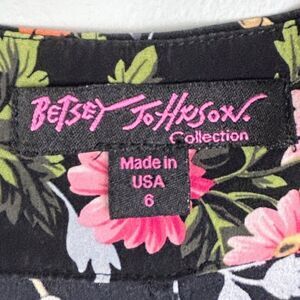 BETSEY JOHNSON.
Collection
Made in
USA
6